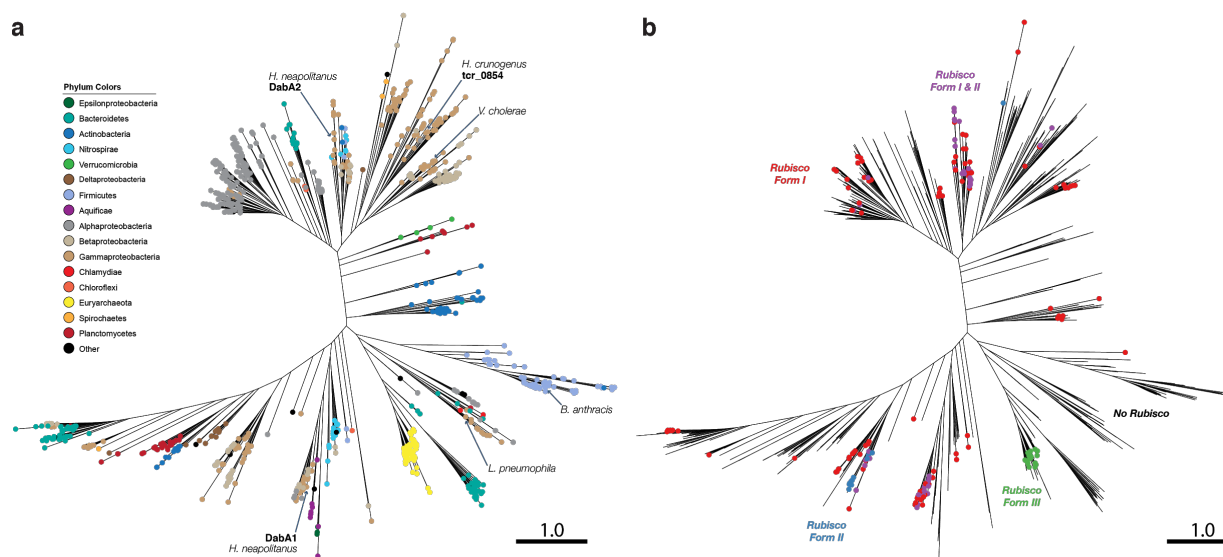 a
Phylum Colors
Epsilonproteobacteria
Bacteroidetes
Actinobacteria
Nitrospirae
Verrucomicrobia
Deltaproteobacteria
Firmicutes
Aquificae
Alphaproteobacteria
Betaproteobacteria
Gammaproteobacteria
Chlamydiae
Chloroflexi
Euryarchaeota
Spirochaetes
Planctomycetes
Other
H. neapolitanus
DabA2
H. crunogenus
tcr_0854
V. cholerae
B. anthracis
L. pneumophila
DabA1
H. neapolitanus
1.0
b
Rubisco
Form I & II
Rubisco
Form I
No Rubisco
Rubisco
Form III
Rubisco
Form II
1.0